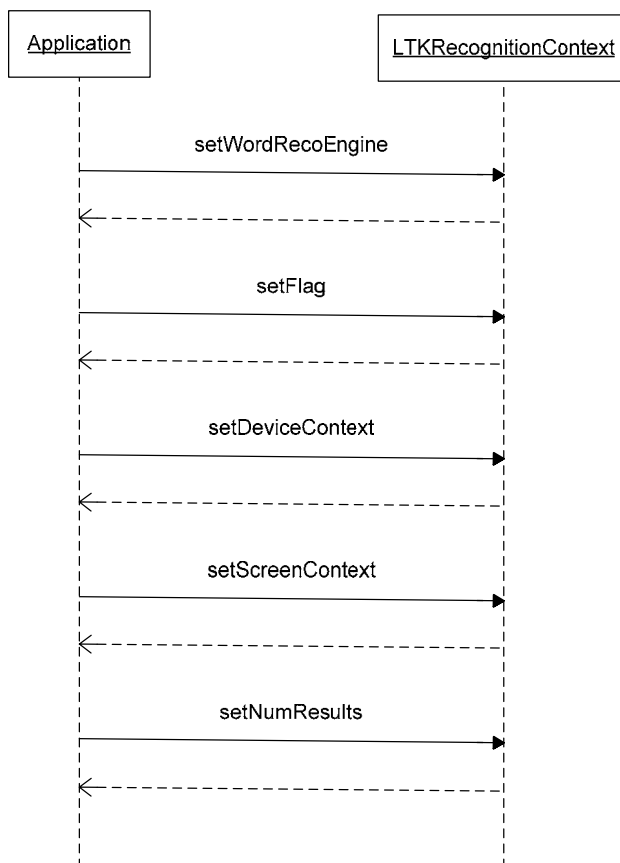 Application
LTKRecognitionContext
setWordRecoEngine
setFlag
setDeviceContext
setScreenContext
setNumResults